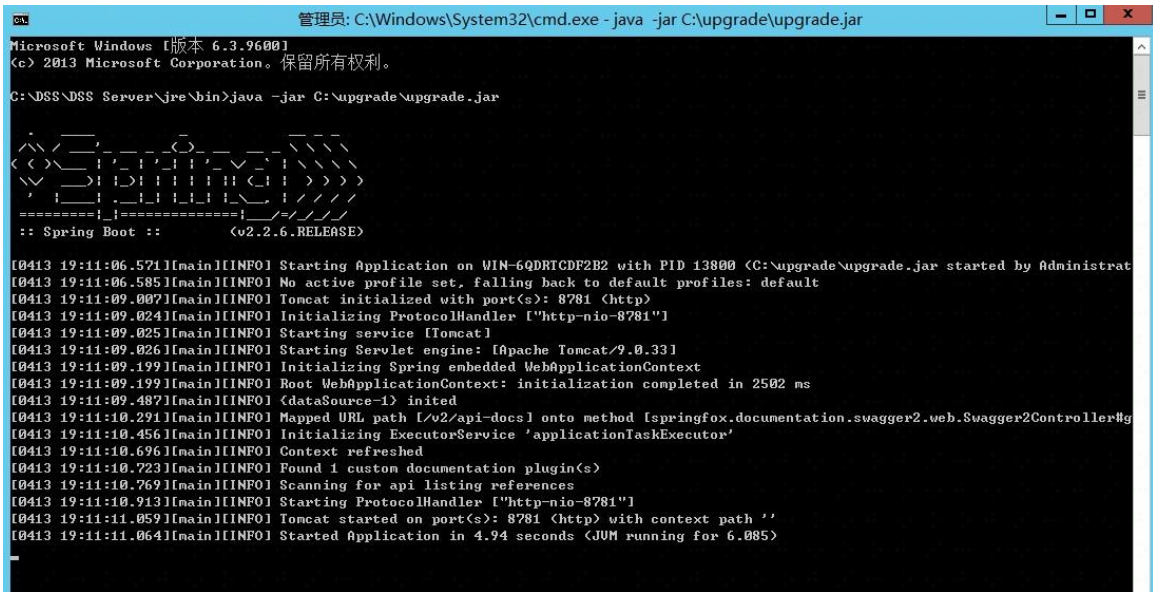 管理员: C:\Windows\System32\cmd.exe - java  -jar C:\upgrade\upgrade.jar
Microsoft Windows [版本 6.3.9600]
(c) 2013 Microsoft Corporation。保留所有权利。
C:\DSS\DSS Server\jre\bin>java -jar C:\upgrade\upgrade.jar
Spring
:: Spring Boot ::        (v2.2.6.RELEASE)
[0413 19:11:06.571][main][INFO] Starting Application on WIN-6QDRTCDF2B2 with PID 13800 (C:\upgrade\upgrade.jar started by Administrat
[0413 19:11:06.585][main][INFO] No active profile set, falling back to default profiles: default
[0413 19:11:09.007][main][INFO] Tomcat initialized with port(s): 8781 (http)
[0413 19:11:09.024][main][INFO] Initializing ProtocolHandler ["http-nio-8781"]
[0413 19:11:09.025][main][INFO] Starting service [Tomcat]
[0413 19:11:09.026][main][INFO] Starting Servlet engine: [Apache Tomcat/9.0.33]
[0413 19:11:09.199][main][INFO] Initializing Spring embedded WebApplicationContext
[0413 19:11:09.199][main][INFO] Root WebApplicationContext: initialization completed in 2502 ms
[0413 19:11:09.487][main][INFO] {dataSource-1} inited
[0413 19:11:10.291][main][INFO] Mapped URL path [/v2/api-docs] onto method [springfox.documentation.swagger2.web.Swagger2Controller#g
[0413 19:11:10.456][main][INFO] Initializing ExecutorService 'applicationTaskExecutor'
[0413 19:11:10.696][main][INFO] Context refreshed
[0413 19:11:10.723][main][INFO] Found 1 custom documentation plugin(s)
[0413 19:11:10.769][main][INFO] Scanning for api listing references
[0413 19:11:10.913][main][INFO] Starting ProtocolHandler ["http-nio-8781"]
[0413 19:11:11.059][main][INFO] Tomcat started on port(s): 8781 (http) with context path ''
[0413 19:11:11.064][main][INFO] Started Application in 4.94 seconds (JVM running for 6.085)